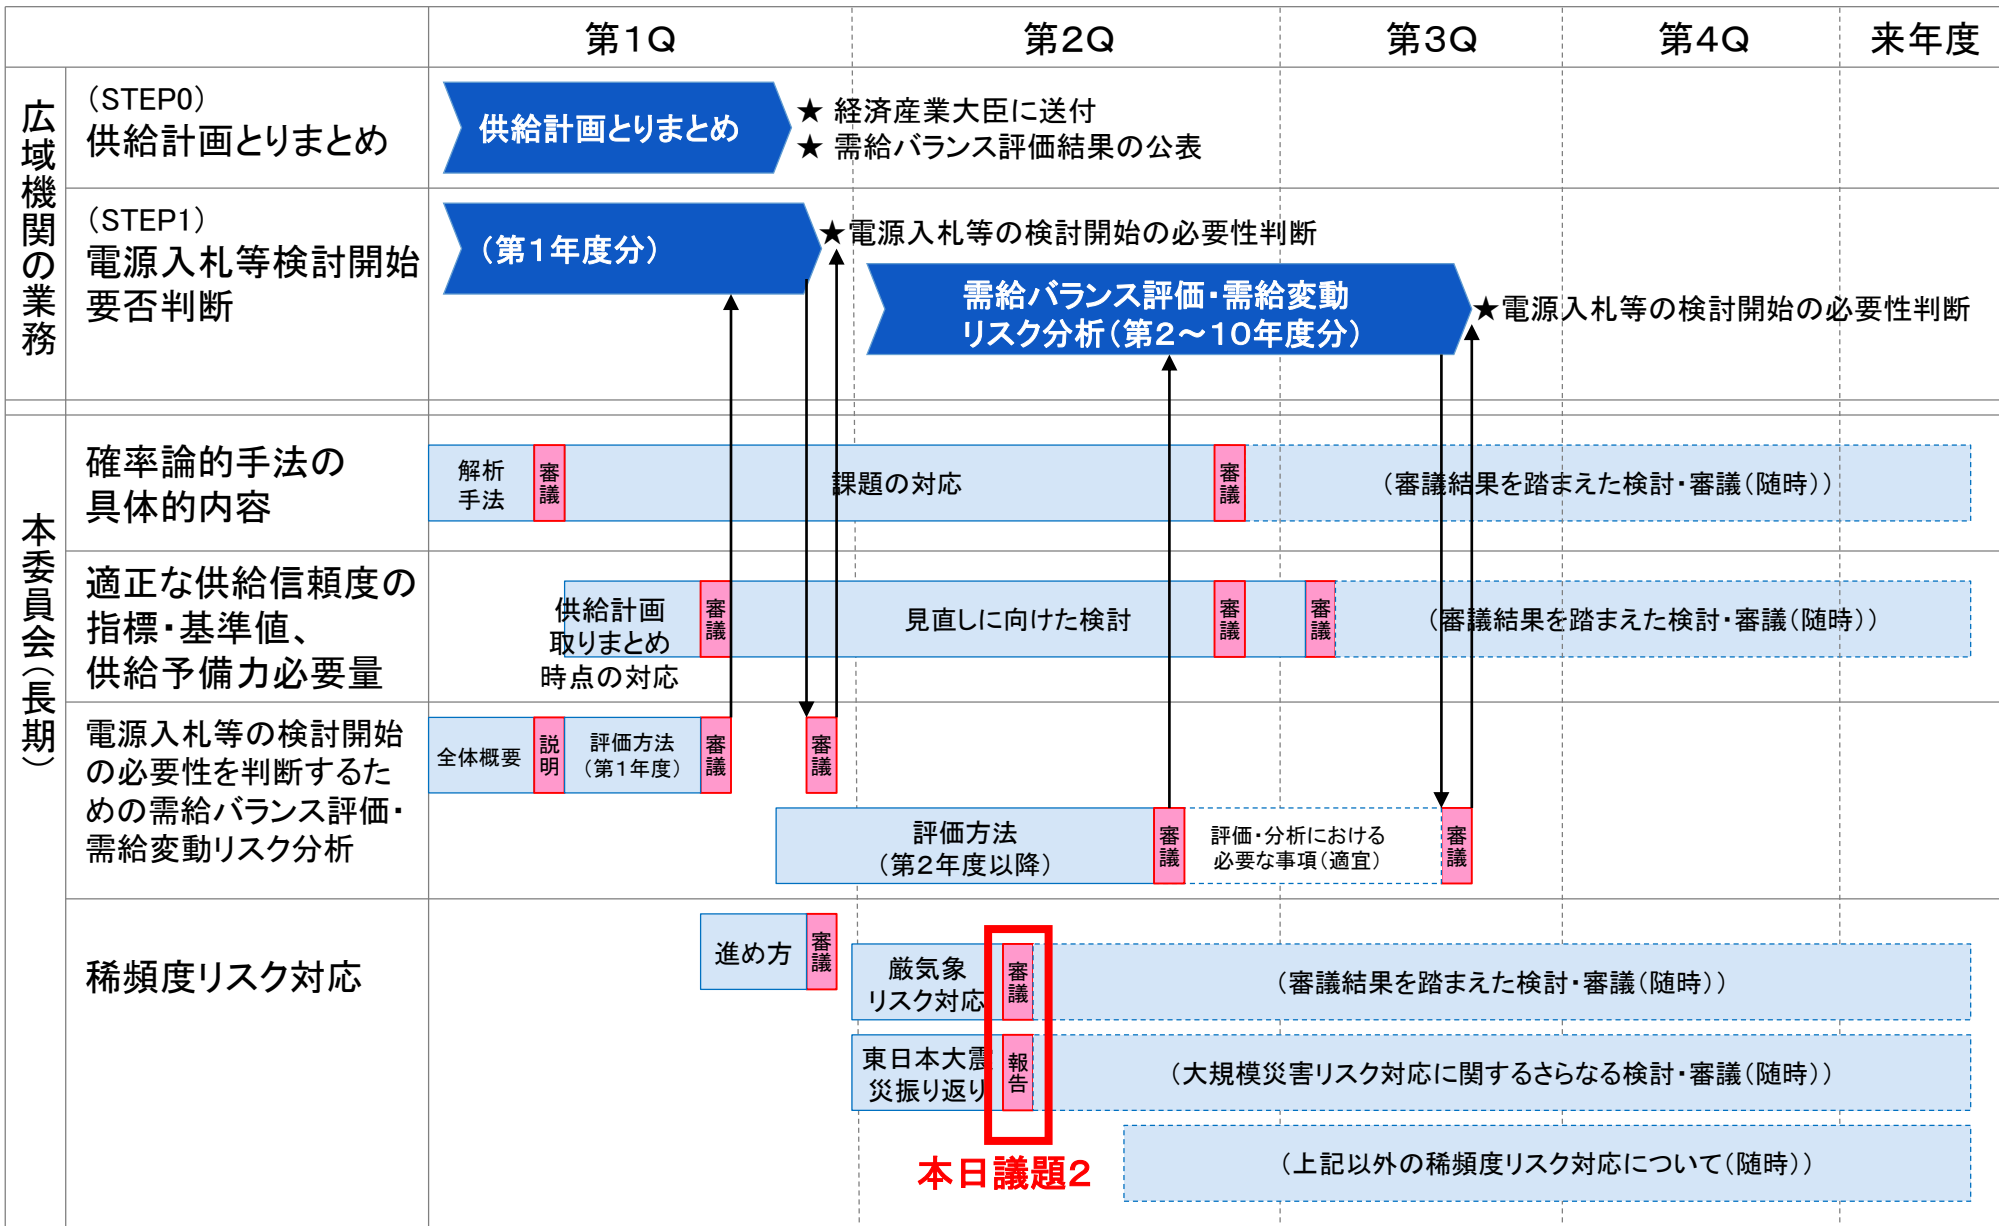 第1Q
第2Q
第3Q
第4Q
来年度
広域機関の業務
(STEP0)
供給計画とりまとめ
供給計画とりまとめ
★ 経済産業大臣に送付
★ 需給バランス評価結果の公表
(STEP1)
電源入札等検討開始
要否判断
(第1年度分)
★電源入札等の検討開始の必要性判断
需給バランス評価・需給変動
リスク分析(第2～10年度分)
★電源入札等の検討開始の必要性判断
本委員会(長期)
確率論的手法の
具体的内容
解析
手法
審議
課題の対応
審議
(審議結果を踏まえた検討・審議(随時))
適正な供給信頼度の
指標・基準値、
供給予備力必要量
供給計画
取りまとめ
時点の対応
審議
見直しに向けた検討
審議
審議
(審議結果を踏まえた検討・審議(随時))
電源入札等の検討開始
の必要性を判断するた
めの需給バランス評価・
需給変動リスク分析
全体概要
説明
評価方法
(第1年度)
審議
審議
評価方法
(第2年度以降)
審議
評価・分析における
必要な事項(適宜)
審議
稀頻度リスク対応
進め方
審議
厳気象
リスク対応
審議
(審議結果を踏まえた検討・審議(随時))
東日本大震
災振り返り
報告
(大規模災害リスク対応に関するさらなる検討・審議(随時))
(上記以外の稀頻度リスク対応について(随時))
本日議題2